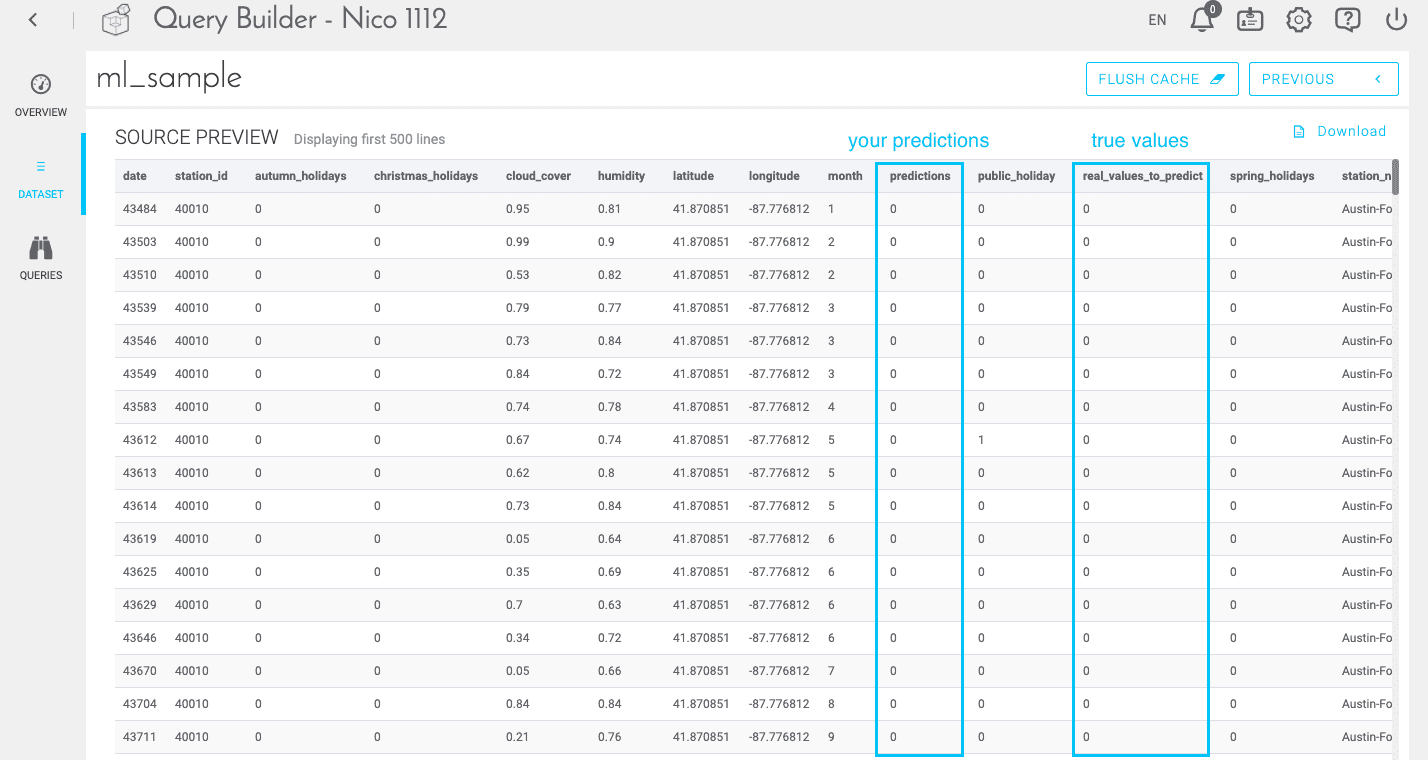 Query Builder - Nico 1112
EN
0
OVERVIEW
DATASET
QUERIES
ml_sample
FLUSH CACHE
PREVIOUS
SOURCE PREVIEW Displaying first 500 lines
your predictions
true values
Download
date station_id autumn_holidays christmas_holidays cloud_cover humidity latitude longitude month predictions public_holiday real_values_to_predict spring_holidays station_n
43484 40010 0 0 0.95 0.81 41.870851 -87.776812 1 0 0 0 0 Austin-Fo
43503 40010 0 0 0.99 0.9 41.870851 -87.776812 2 0 0 0 0 Austin-Fo
43510 40010 0 0 0.53 0.82 41.870851 -87.776812 2 0 0 0 0 Austin-Fo
43539 40010 0 0 0.79 0.77 41.870851 -87.776812 3 0 0 0 0 Austin-Fo
43546 40010 0 0 0.73 0.84 41.870851 -87.776812 3 0 0 0 0 Austin-Fo
43549 40010 0 0 0.84 0.72 41.870851 -87.776812 3 0 0 0 0 Austin-Fo
43583 40010 0 0 0.74 0.78 41.870851 -87.776812 4 0 0 0 0 Austin-Fo
43612 40010 0 0 0.67 0.74 41.870851 -87.776812 5 0 1 0 0 Austin-Fo
43613 40010 0 0 0.62 0.8 41.870851 -87.776812 5 0 0 0 0 Austin-Fo
43614 40010 0 0 0.73 0.84 41.870851 -87.776812 5 0 0 0 0 Austin-Fo
43619 40010 0 0 0.05 0.64 41.870851 -87.776812 6 0 0 0 0 Austin-Fo
43625 40010 0 0 0.35 0.69 41.870851 -87.776812 6 0 0 0 0 Austin-Fo
43629 40010 0 0 0.7 0.63 41.870851 -87.776812 6 0 0 0 0 Austin-Fo
43646 40010 0 0 0.34 0.72 41.870851 -87.776812 6 0 0 0 0 Austin-Fo
43670 40010 0 0 0.05 0.66 41.870851 -87.776812 7 0 0 0 0 Austin-Fo
43704 40010 0 0 0.84 0.84 41.870851 -87.776812 8 0 0 0 0 Austin-Fo
43711 40010 0 0 0.21 0.76 41.870851 -87.776812 9 0 0 0 0 Austin-Fo